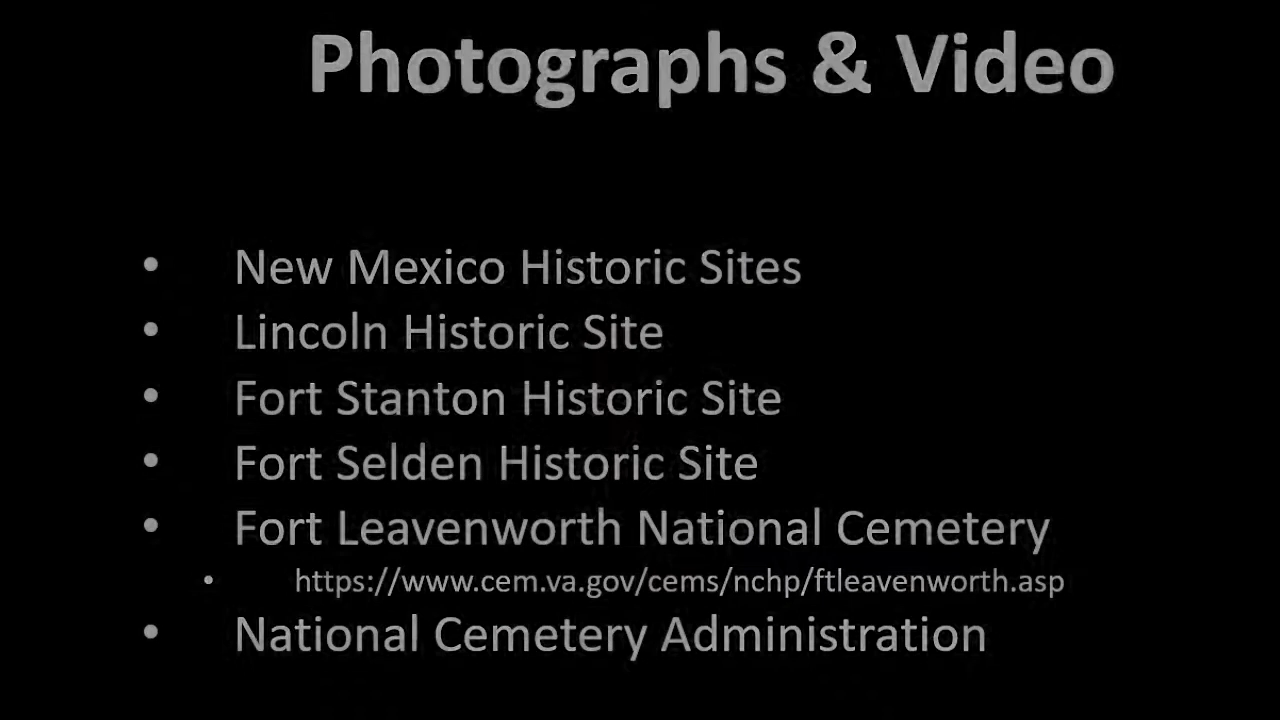 Photographs & Video
• New Mexico Historic Sites
• Lincoln Historic Site
• Fort Stanton Historic Site
• Fort Selden Historic Site
• Fort Leavenworth National Cemetery
• https://www.cem.va.gov/cems/nchp/ftleavenworth.asp
• National Cemetery Administration